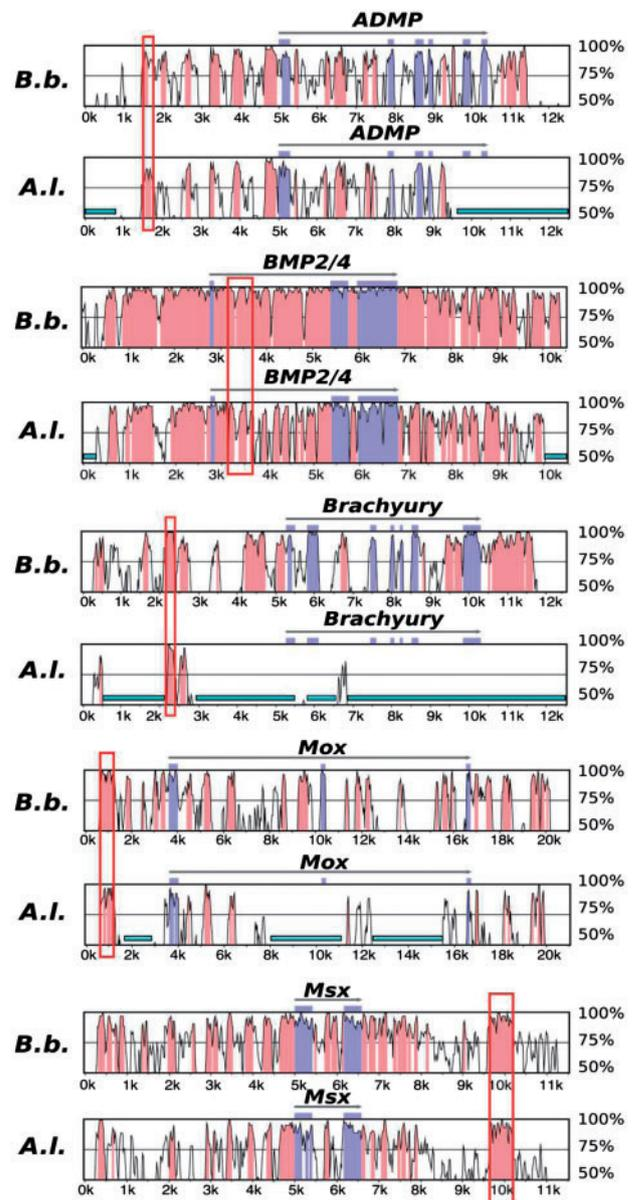 ADMP
100%
B.b. 75%
50%
0k 1k 2k 3k 4k 5k 6k 7k 8k 9k 10k 11k 12k
ADMP
100%
A.l. 75%
50%
0k 1k 2k 3k 4k 5k 6k 7k 8k 9k 10k 11k 12k
BMP2/4
100%
B.b. 75%
50%
0k 1k 2k 3k 4k 5k 6k 7k 8k 9k 10k
BMP2/4
100%
A.l. 75%
50%
0k 1k 2k 3k 4k 5k 6k 7k 8k 9k 10k
Brachyury
100%
B.b. 75%
50%
0k 1k 2k 3k 4k 5k 6k 7k 8k 9k 10k 11k 12k
Brachyury
100%
A.l. 75%
50%
0k 1k 2k 3k 4k 5k 6k 7k 8k 9k 10k 11k 12k
Mox
100%
B.b. 75%
50%
0k 2k 4k 6k 8k 10k 12k 14k 16k 18k 20k
Mox
100%
A.l. 75%
50%
0k 2k 4k 6k 8k 10k 12k 14k 16k 18k 20k
Msx
100%
B.b. 75%
50%
0k 1k 2k 3k 4k 5k 6k 7k 8k 9k 10k 11k
Msx
100%
A.l. 75%
50%
0k 1k 2k 3k 4k 5k 6k 7k 8k 9k 10k 11k